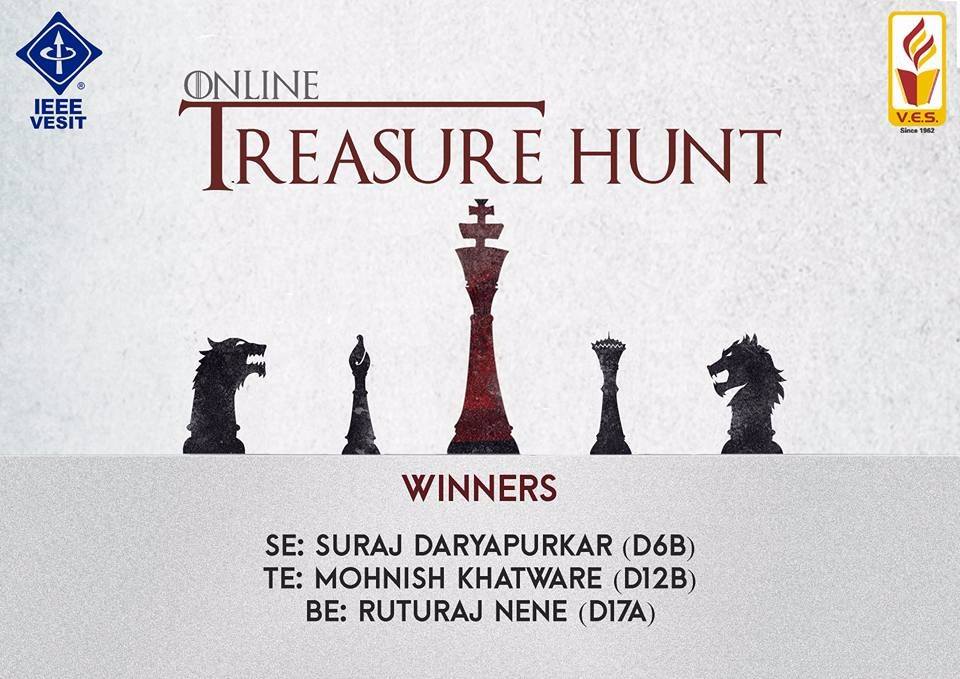 IEEE
VESIT
®
V.E.S.
Since 1962
ONLINE
TREASURE HUNT
WINNERS
SE: SURAJ DARYAPURKAR (D6B)
TE: MOHNISH KHATWARE (D12B)
BE: RUTURAJ NENE (D17A)